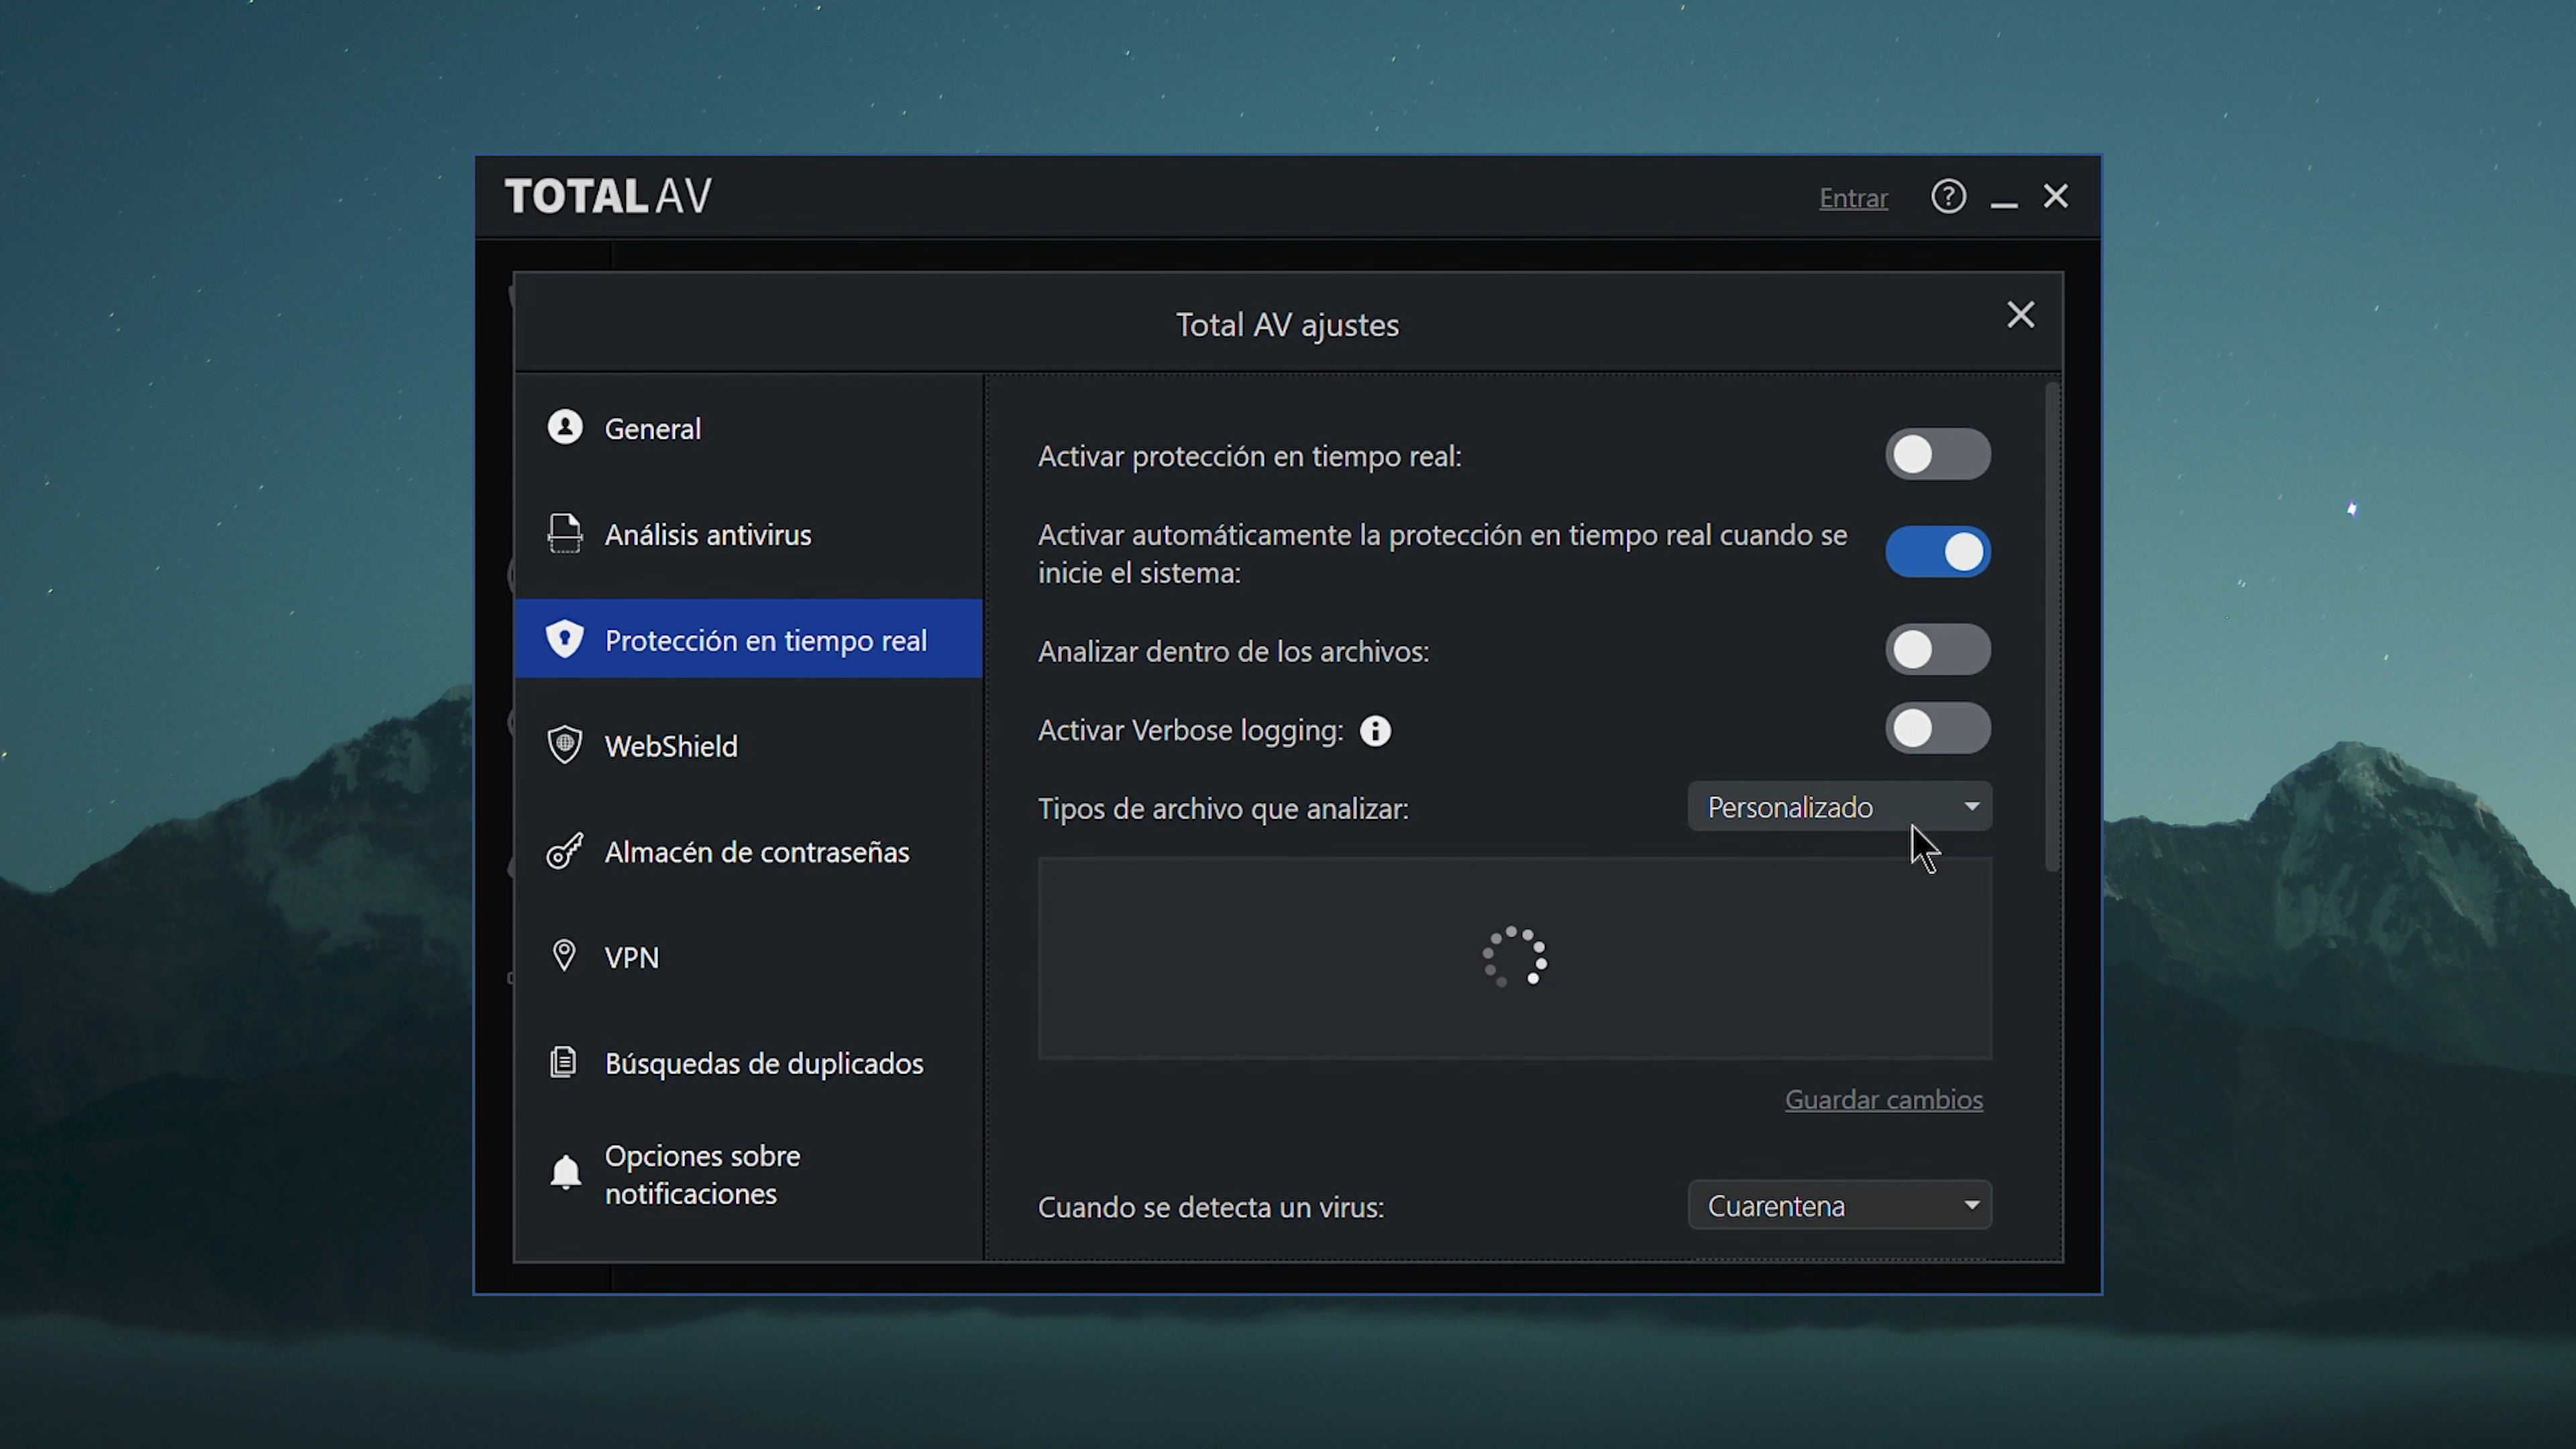 TOTAL AV
Entrar
Total AV ajustes
General
Análisis antivirus
Protección en tiempo real
WebShield
Almacén de contraseñas
VPN
Búsquedas de duplicados
Opciones sobre
notificaciones
Activar protección en tiempo real:
Activar automáticamente la protección en tiempo real cuando se
inicie el sistema:
Analizar dentro de los archivos:
Activar Verbose logging:
Tipos de archivo que analizar:
Personalizado
Guardar cambios
Cuando se detecta un virus:
Cuarentena